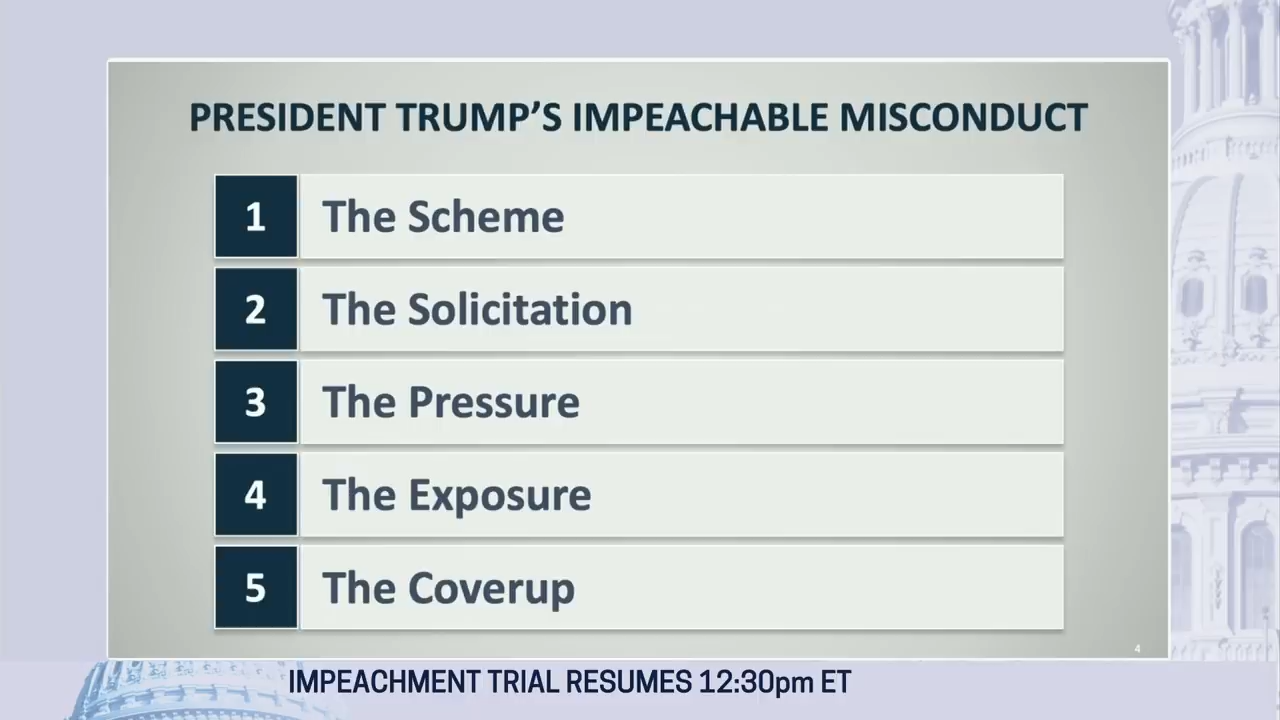 PRESIDENT TRUMP’S IMPEACHABLE MISCONDUCT
1 The Scheme
2 The Solicitation
3 The Pressure
4 The Exposure
5 The Coverup
4
IMPEACHMENT TRIAL RESUMES 12:30pm ET